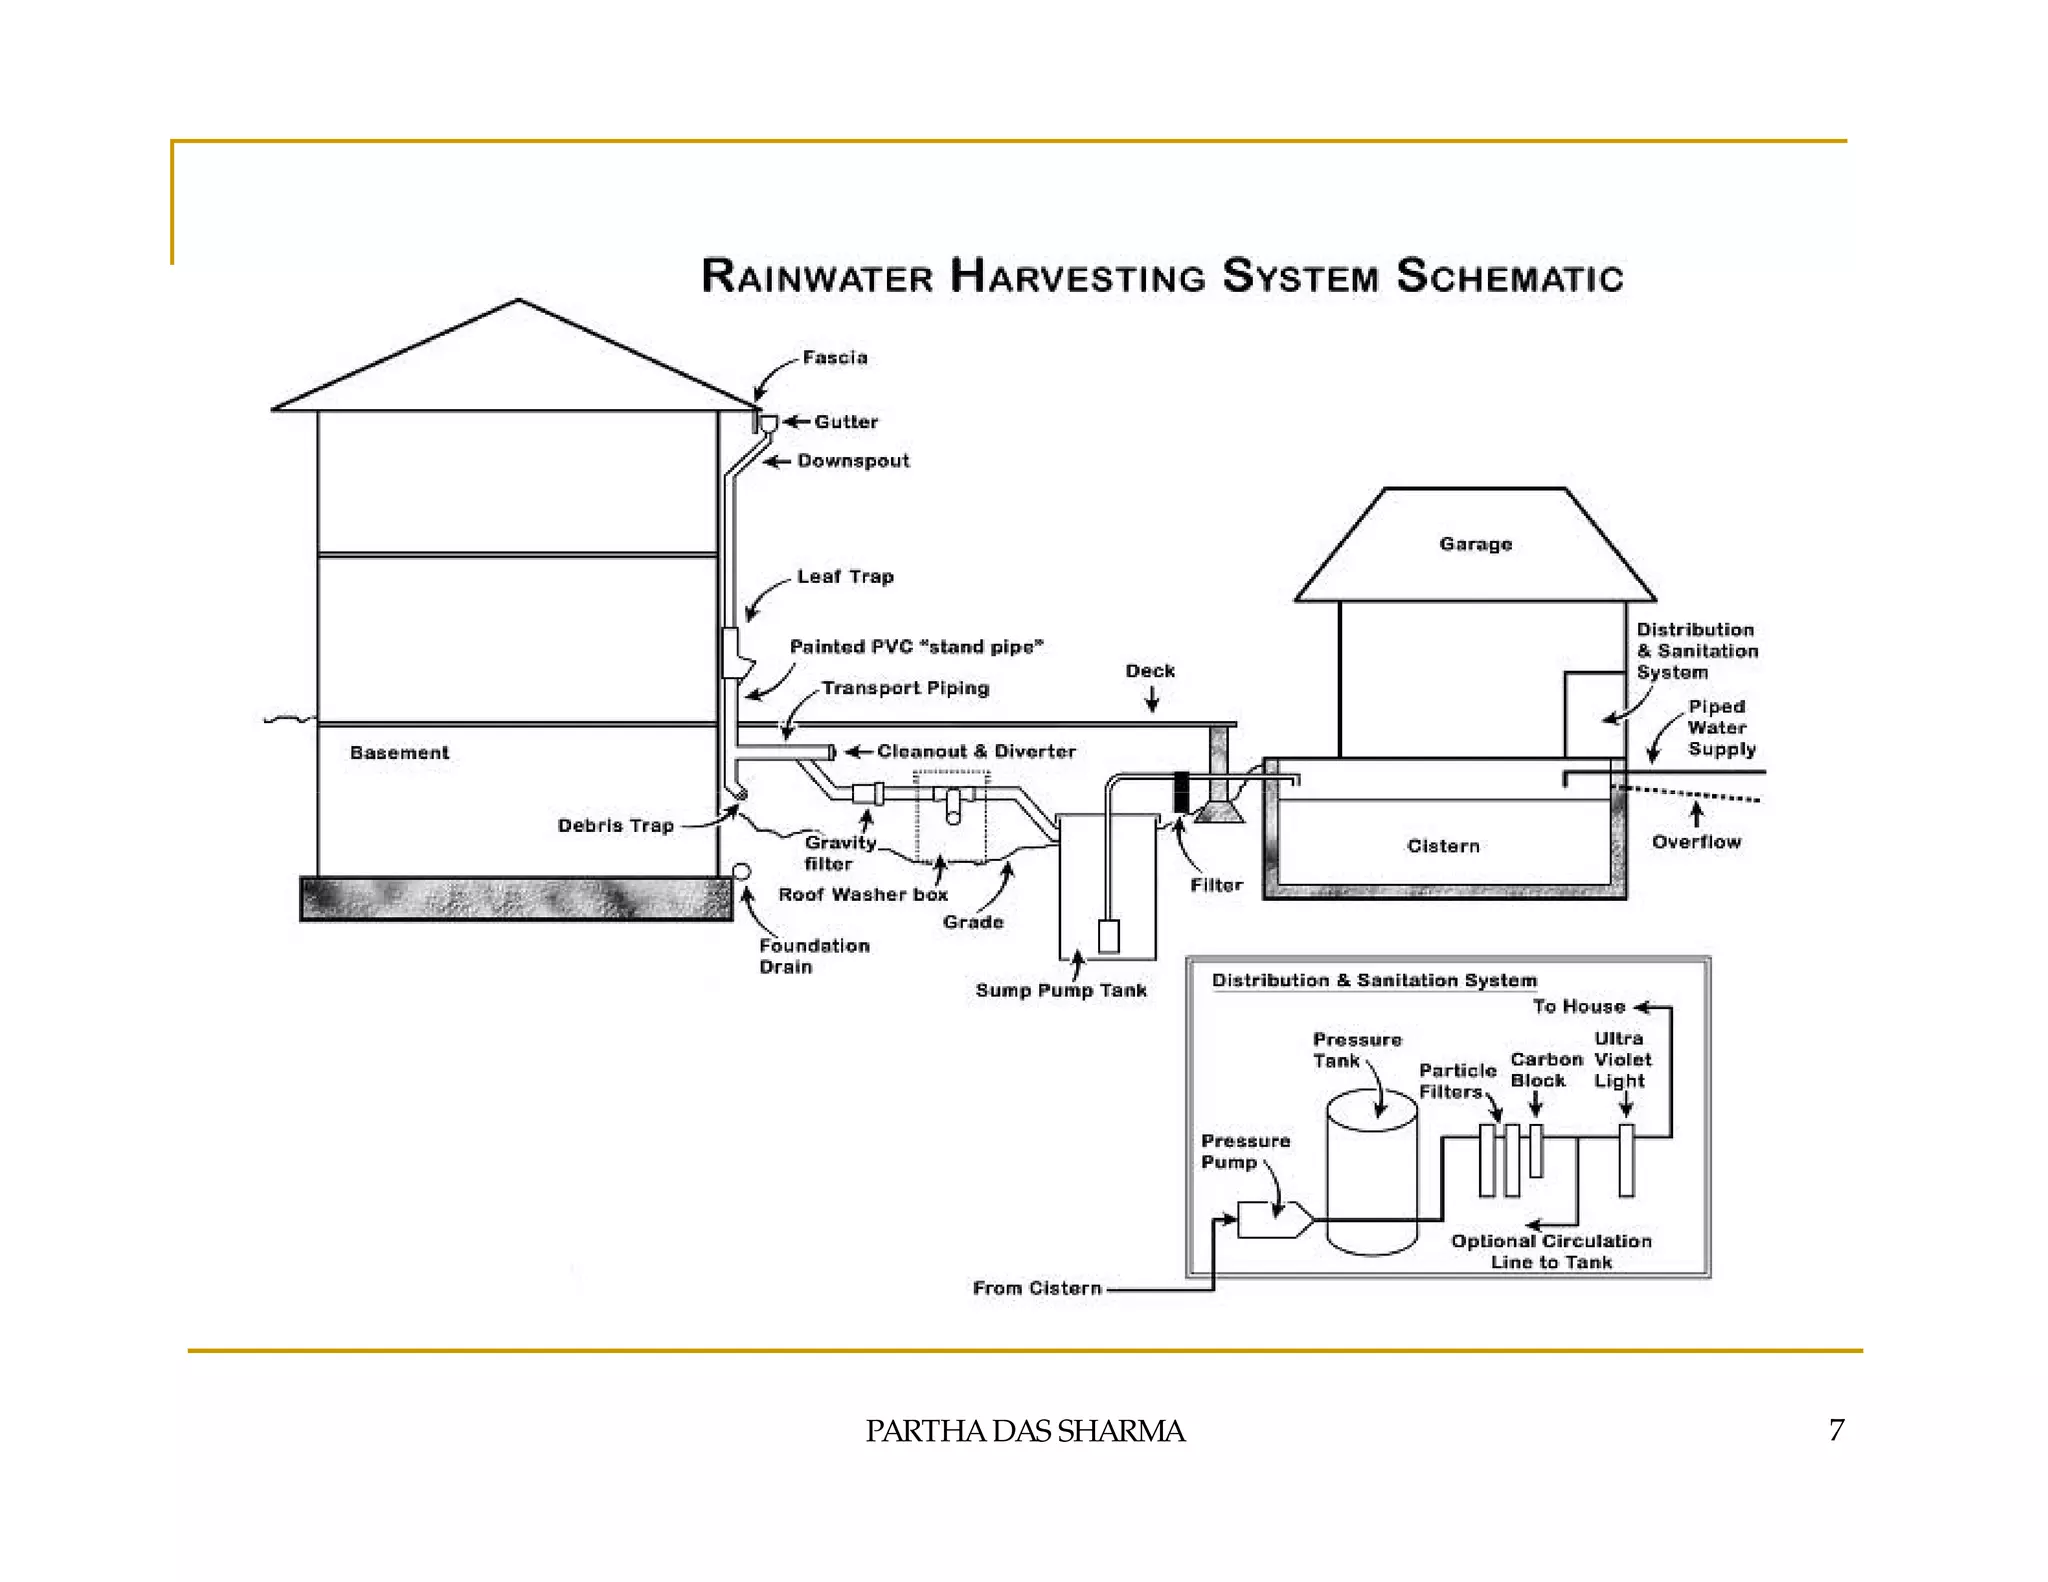 RAINWATER HARVESTING SYSTEM SCHEMATIC
Fascia
Gutter
Downspout
Garage
Leaf Trap
Distribution
& Sanitation
System
Painted PVC “stand pipe”
Deck
Transport Piping
Piped
Water
Supply
Basement
Cleanout & Diverter
Debris Trap
Gravity
filter
Cistern
Overflow
Roof Washer box
Filter
Grade
Foundation
Drain
Sump Pump Tank
Distribution & Sanitation System
To House
Pressure
Tank
Particle
Filters
Carbon
Block
Ultra
Violet
Light
Pressure
Pump
Optional Circulation
Line to Tank
From Cistern
PARTHA DAS SHARMA
7